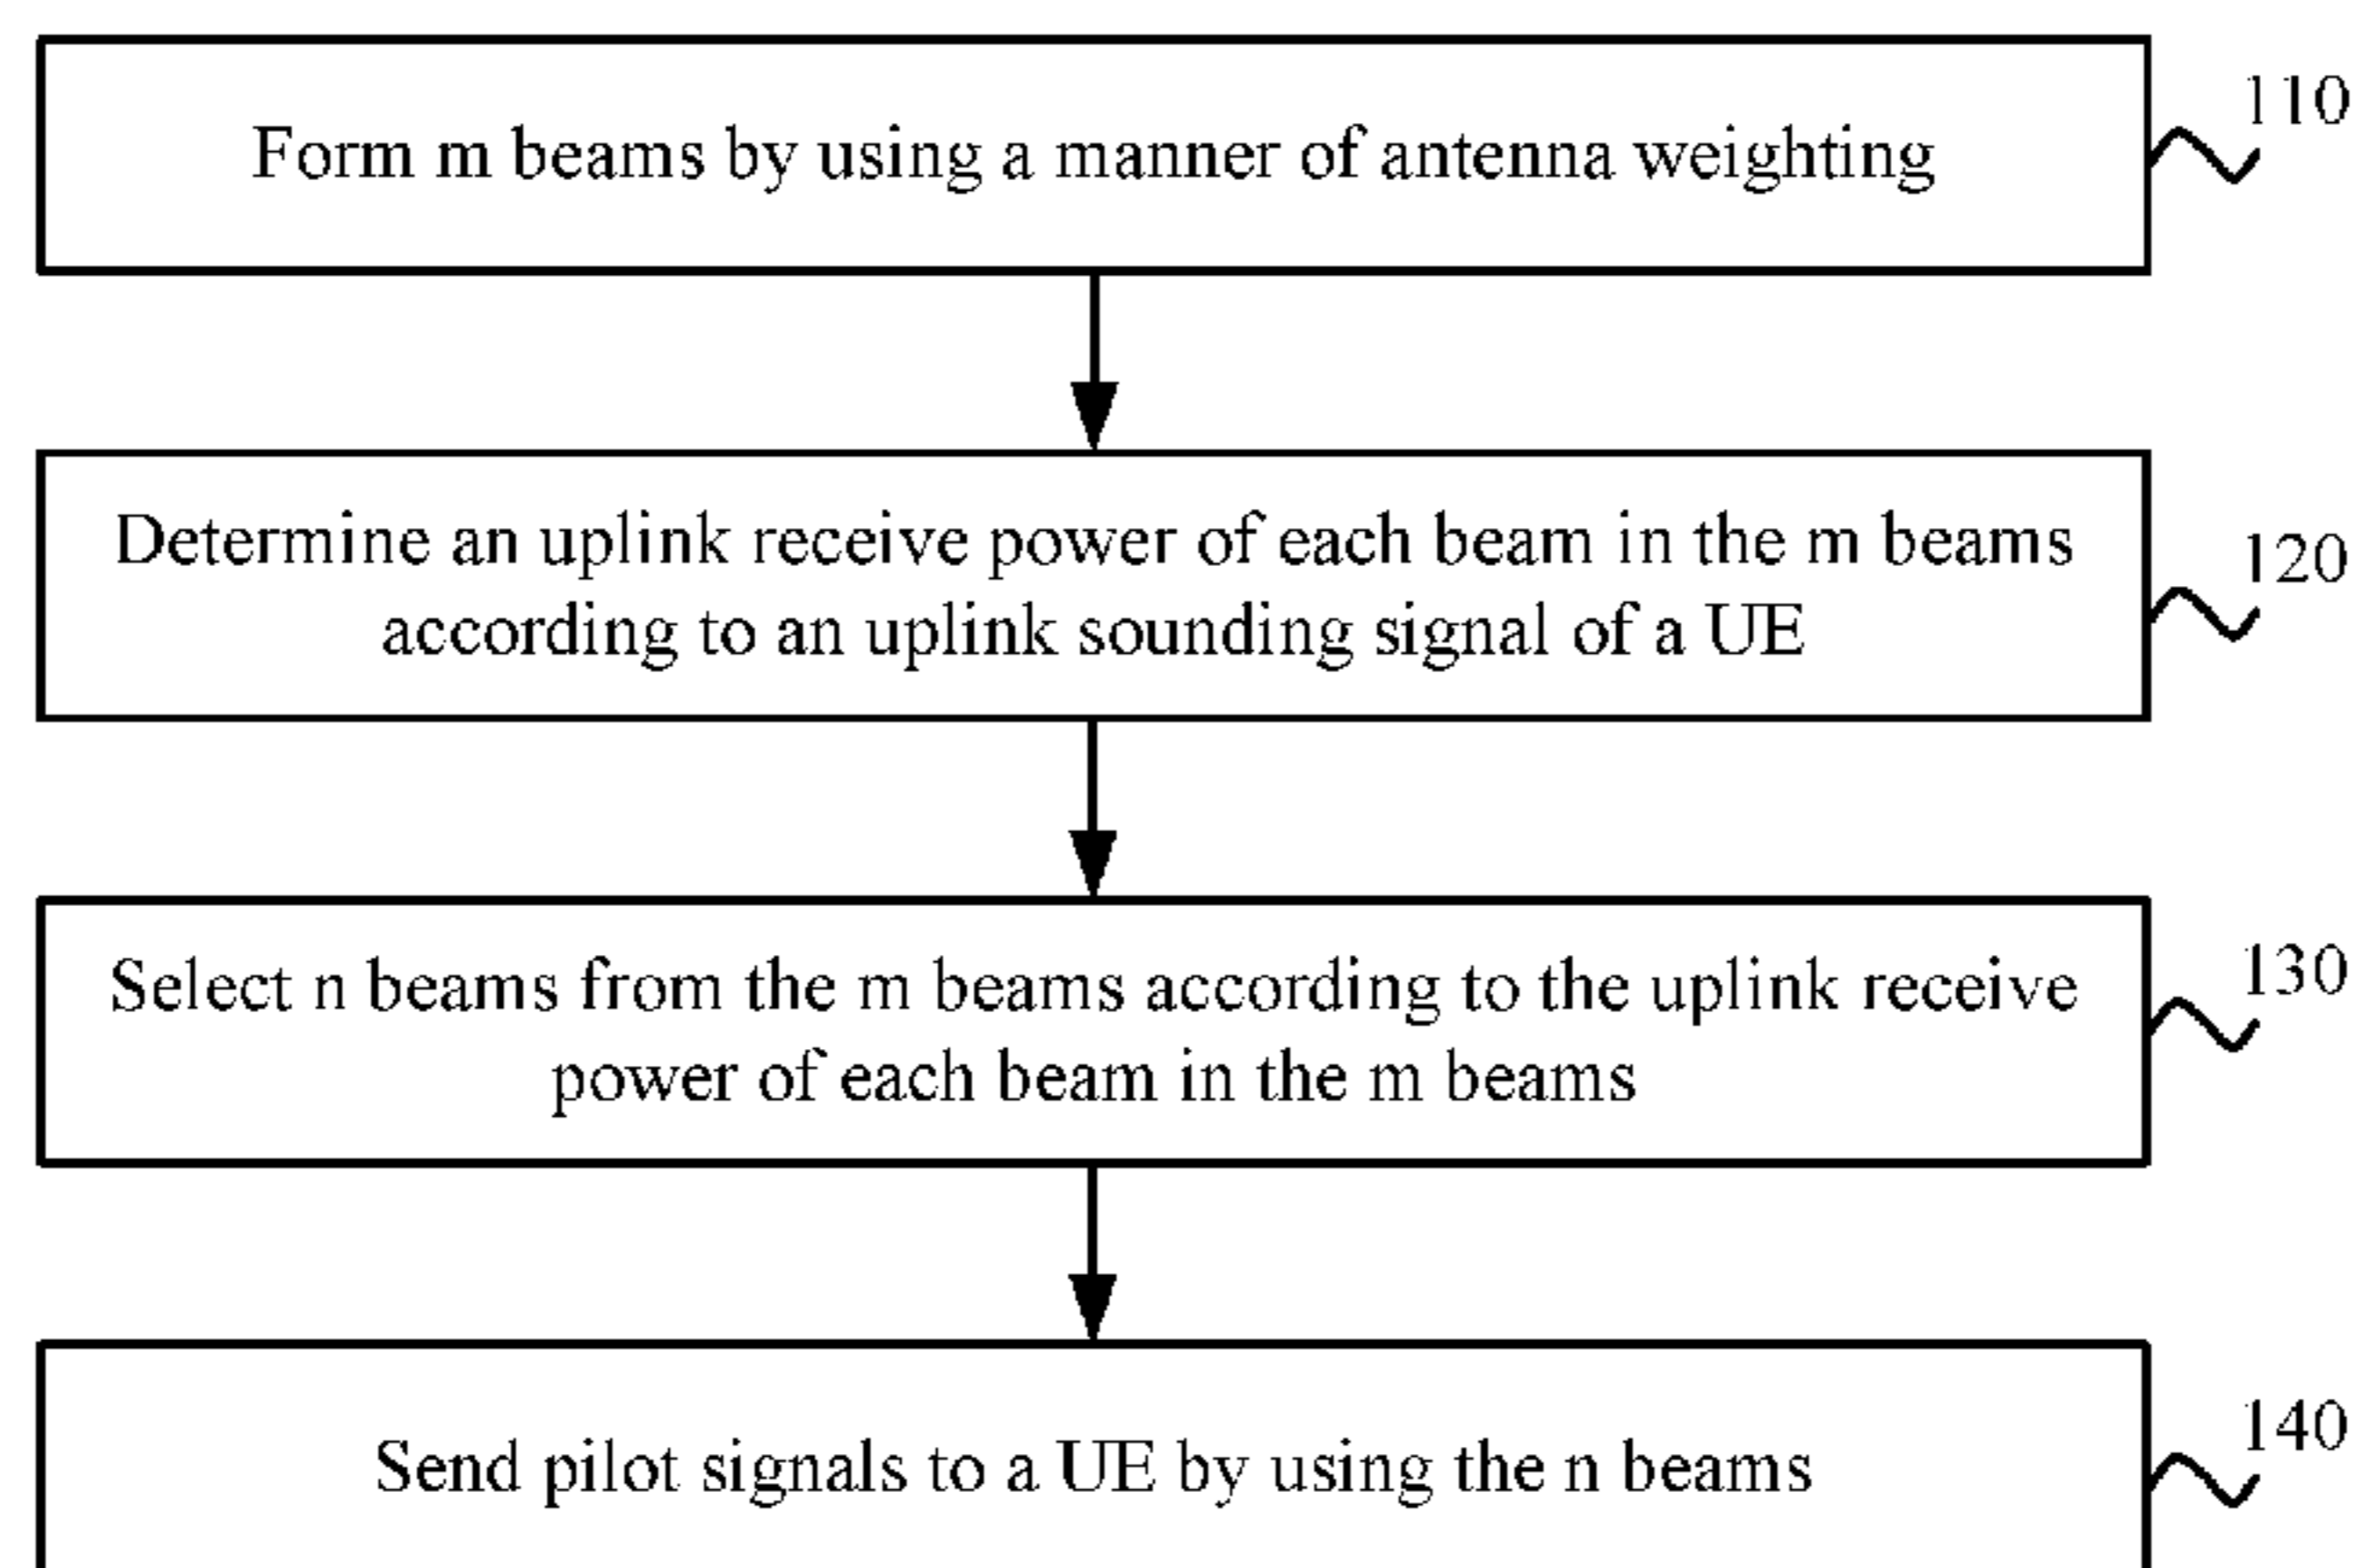 110
Form m beams by using a manner of antenna weighting
120
Determine an uplink receive power of each beam in the m beams
according to an uplink sounding signal of a UE
130
Select n beams from the m beams according to the uplink receive
power of each beam in the m beams
140
Send pilot signals to a UE by using the n beams